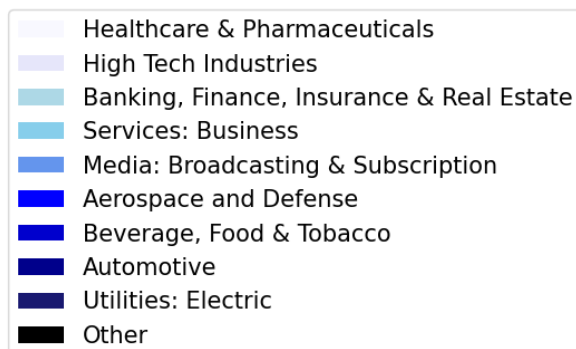 Healthcare & Pharmaceuticals
High Tech Industries
Banking, Finance, Insurance & Real Estate
Services: Business
Media: Broadcasting & Subscription
Aerospace and Defense
Beverage, Food & Tobacco
Automotive
Utilities: Electric
Other